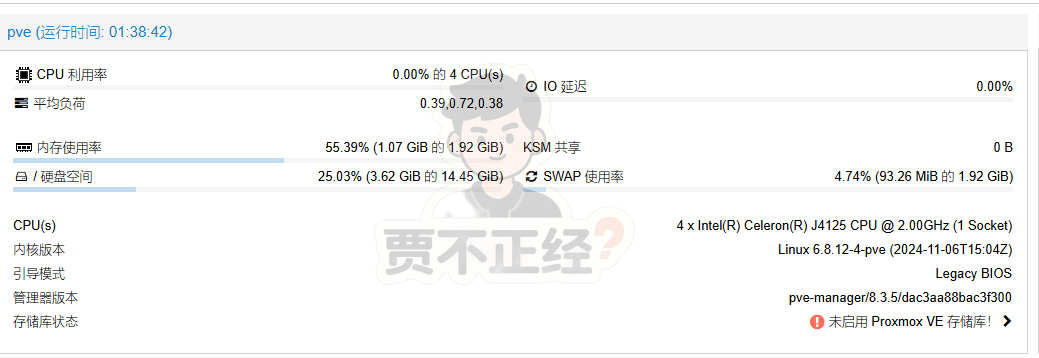 pve (运行时间: 01:38:42)
CPU 利用率 0.00% 的 4 CPU(s)
IO 延迟 0.00%
平均负荷 0.39,0.72,0.38
内存使用率 55.39% (1.07 GiB 的 1.92 GiB)
KSM 共享 0 B
/ 硬盘空间 25.03% (3.62 GiB 的 14.45 GiB)
SWAP 使用率 4.74% (93.26 MiB 的 1.92 GiB)
CPU(s) 4 x Intel(R) Celeron(R) J4125 CPU @ 2.00GHz (1 Socket)
内核版本 Linux 6.8.12-4-pve (2024-11-06T15:04Z)
引导模式 Legacy BIOS
管理器版本 pve-manager/8.3.5/dac3aa88bac3f300
存储库状态 未启用 Proxmox VE 存储库!
贾不正经?